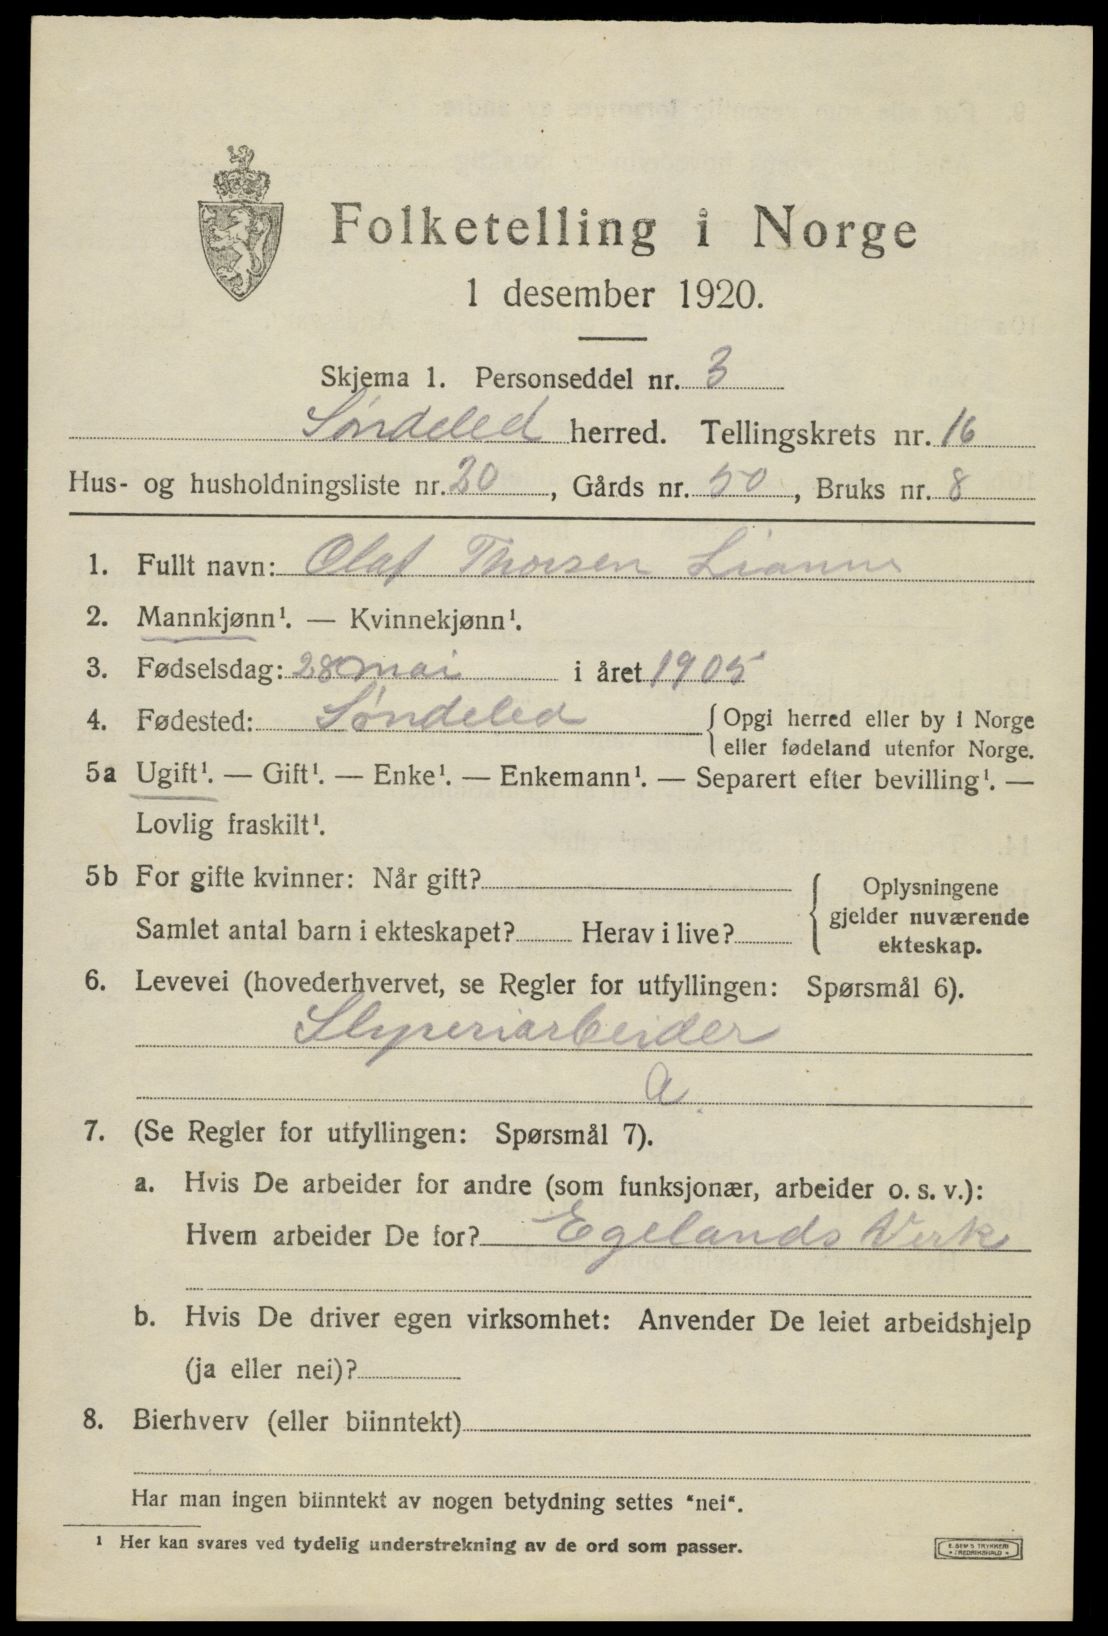 Folketelling i Norge
1 desember 1920.
Skjema 1. Personseddel nr. 3
Søndeled herred. Tellingskrets nr. 16
Hus- og husholdningsliste nr. 20, Gårds nr. 50, Bruks nr. 8
1. Fullt navn: Olaf Thorsen
2. Mannkjønn¹. — Kvinnekjønn¹.
3. Fødselsdag: 28 mai i året 1905
4. Fødested: Søndeled { Opgi herred eller by i Norge
eller fødeland utenfor Norge.
5a Ugift¹. — Gift¹. — Enke¹. — Enkemann¹. — Separert efter bevilling¹. —
Lovlig fraskilt¹.
5b For gifte kvinner: Når gift?
Samlet antal barn i ekteskapet? Herav i live?
{ Oplysningene
gjelder nuværende
ekteskap.
6. Levevei (hovederhvervet, se Regler for utfyllingen: Spørsmål 6).
Sliperiarbeider
a.
7. (Se Regler for utfyllingen: Spørsmål 7).
a. Hvis De arbeider for andre (som funksjonær, arbeider o. s. v.):
Hvem arbeider De for? Egelands Verk
b. Hvis De driver egen virksomhet: Anvender De leiet arbeidshjelp
(ja eller nei)?
8. Bierhverv (eller biinntekt)
Har man ingen biinntekt av nogen betydning settes "nei".
¹ Her kan svares ved tydelig understrekning av de ord som passer.
E. SEM'S TRYKKERI
FREDRIKSHALD